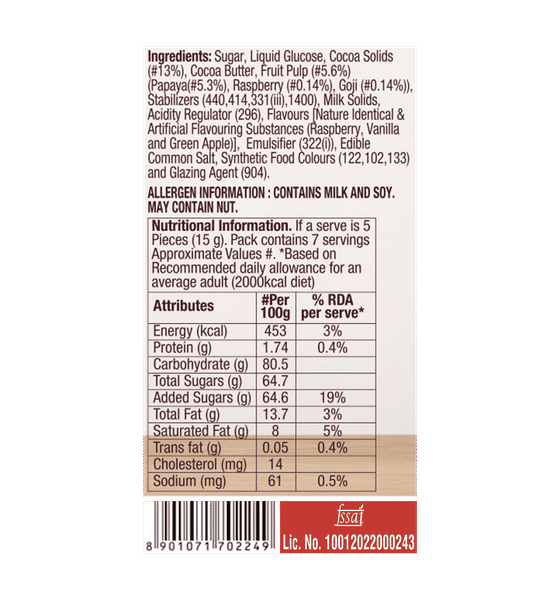 Ingredients: Sugar, Liquid Glucose, Cocoa Solids
(#13%), Cocoa Butter, Fruit Pulp (#5.6%)
(Papaya(#5.3%), Raspberry (#0.14%), Goji (#0.14%)),
Stabilizers (440,414,331(iii),1400), Milk Solids,
Acidity Regulator (296), Flavours [Nature Identical &
Artificial Flavouring Substances (Raspberry, Vanilla
and Green Apple)], Emulsifier (322(i)), Edible
Common Salt, Synthetic Food Colours (122,102,133)
and Glazing Agent (904).
ALLERGEN INFORMATION : CONTAINS MILK AND SOY.
MAY CONTAIN NUT.
Nutritional Information. If a serve is 5
Pieces (15 g). Pack contains 7 servings
Approximate Values #. *Based on
Recommended daily allowance for an
average adult (2000kcal diet)
Attributes #Per 100g % RDA per serve*
Energy (kcal) 453 3%
Protein (g) 1.74 0.4%
Carbohydrate (g) 80.5
Total Sugars (g) 64.7
Added Sugars (g) 64.6 19%
Total Fat (g) 13.7 3%
Saturated Fat (g) 8 5%
Trans fat (g) 0.05 0.4%
Cholesterol (mg) 14
Sodium (mg) 61 0.5%
8 901071 702249
fssai
Lic. No. 10012022000243